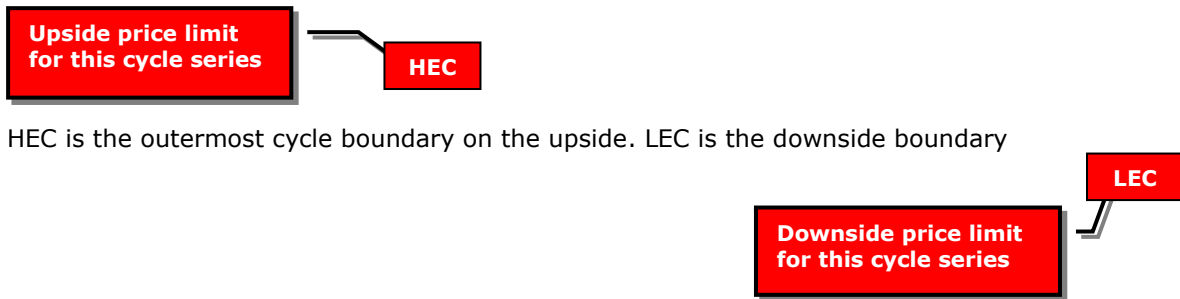 Upside price limit
for this cycle series
HEC
HEC is the outermost cycle boundary on the upside. LEC is the downside boundary
LEC
Downside price limit
for this cycle series